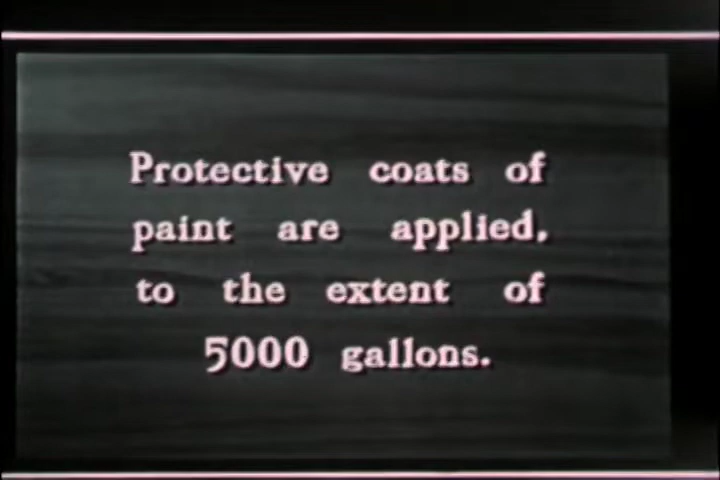 Protective coats of
paint are applied,
to the extent of
5000 gallons.